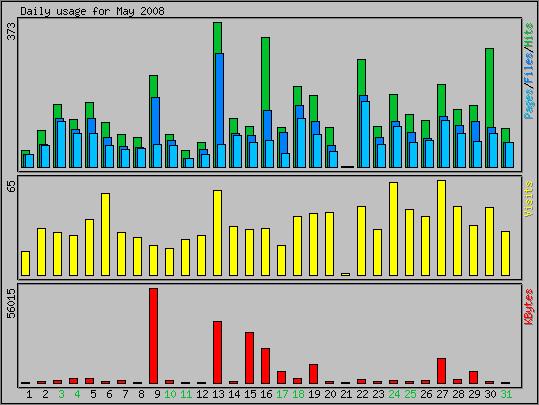 Daily usage for May 2008
373
Pages/Files/Hits
65
Visits
56015
KBytes
1 2 3 4 5 6 7 8 9 10 11 12 13 14 15 16 17 18 19 20 21 22 23 24 25 26 27 28 29 30 31